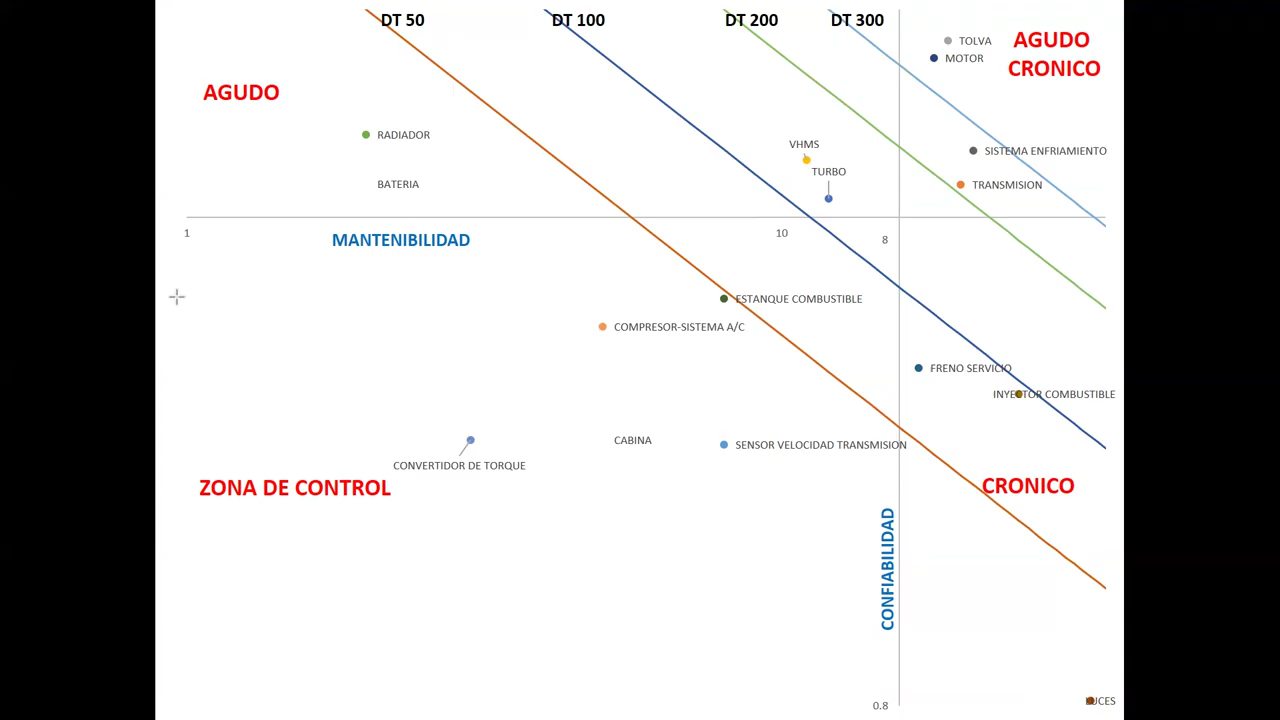 DT 50
DT 100
DT 200
DT 300
TOLVA
AGUDO
CRONICO
MOTOR
AGUDO
RADIADOR
VHMS
SISTEMA ENFRIAMIENTO
TURBO
BATERIA
TRANSMISION
1
MANTENIBILIDAD
10
8
ESTANQUE COMBUSTIBLE
COMPRESOR-SISTEMA A/C
FRENO SERVICIO
INYECTOR COMBUSTIBLE
CABINA
SENSOR VELOCIDAD TRANSMISION
CONVERTIDOR DE TORQUE
ZONA DE CONTROL
CRONICO
CONFIABILIDAD
LUCES
0.8